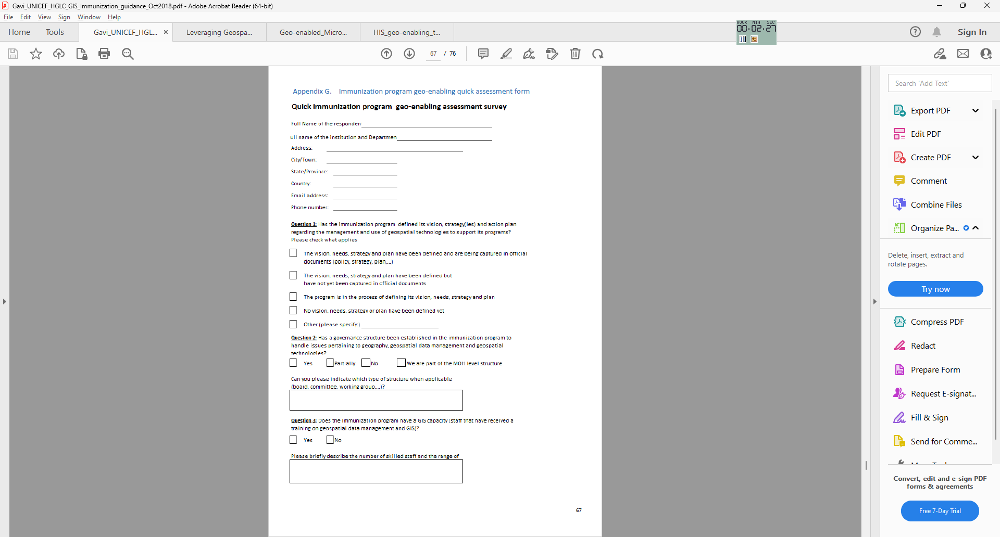 Gavi_UNICEF_HGLC_GIS_Immunization_guidance_Oct2018.pdf - Adobe Acrobat Reader (64-bit)
File Edit View Sign Window Help
Home Tools Gavi_UNICEF_HGL... × Leveraging Geospa... Geo-enabled_Micro... HIS_geo-enabling_t...
HOUR MIN SEC
00:02:27
Sign In
67 / 76
Appendix G. Immunization program geo-enabling quick assessment form
Quick immunization program geo-enabling assessment survey
Full Name of the responden
ull name of the institution and Departmen
Address:
City/Town:
State/Province:
Country:
Email address:
Phone number:
Question 1: Has the immunization program defined its vision, strategy(ies) and action plan
regarding the management and use of geospatial technologies to support its programs?
Please check what applies
The vision, needs, strategy and plan have been defined and are being captured in official
documents (policy, strategy, plan,...)
The vision, needs, strategy and plan have been defined but
have not yet been captured in official documents
The program is in the process of defining its vision, needs, strategy and plan
No vision, needs, strategy or plan have been defined yet
Other (please specify:)
Question 2: Has a governance structure been established in the immunization program to
handle issues pertaining to geography, geospatial data management and geospatial
technologies?
Yes Partially No We are part of the MOH level structure
Can you please indicate which type of structure when applicable
(board, committee, working group,...)?
Question 3: Does the immunization program have a GIS capacity (staff that have received a
training on geospatial data management and GIS)?
Yes No
Please briefly describe the number of skilled staff and the range of
67
Search 'Add Text'
Export PDF
Edit PDF
Create PDF
Comment
Combine Files
Organize Pa...
Delete, insert, extract and
rotate pages.
Try now
Compress PDF
Redact
Prepare Form
Request E-signat...
Fill & Sign
Send for Comme...
Convert, edit and e-sign PDF
forms & agreements
Free 7-Day Trial